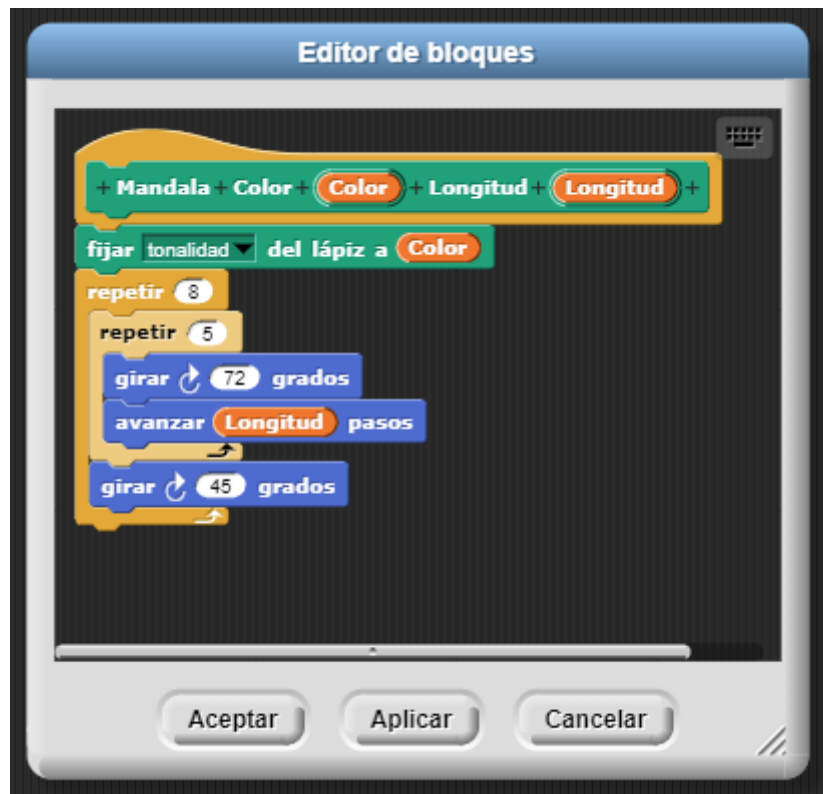 Editor de bloques
+ Mandala + Color + Color + Longitud + Longitud +
fijar tonalidad del lápiz a Color
repetir 8
repetir 5
girar 72 grados
avanzar Longitud pasos
girar 45 grados
Aceptar Aplicar Cancelar